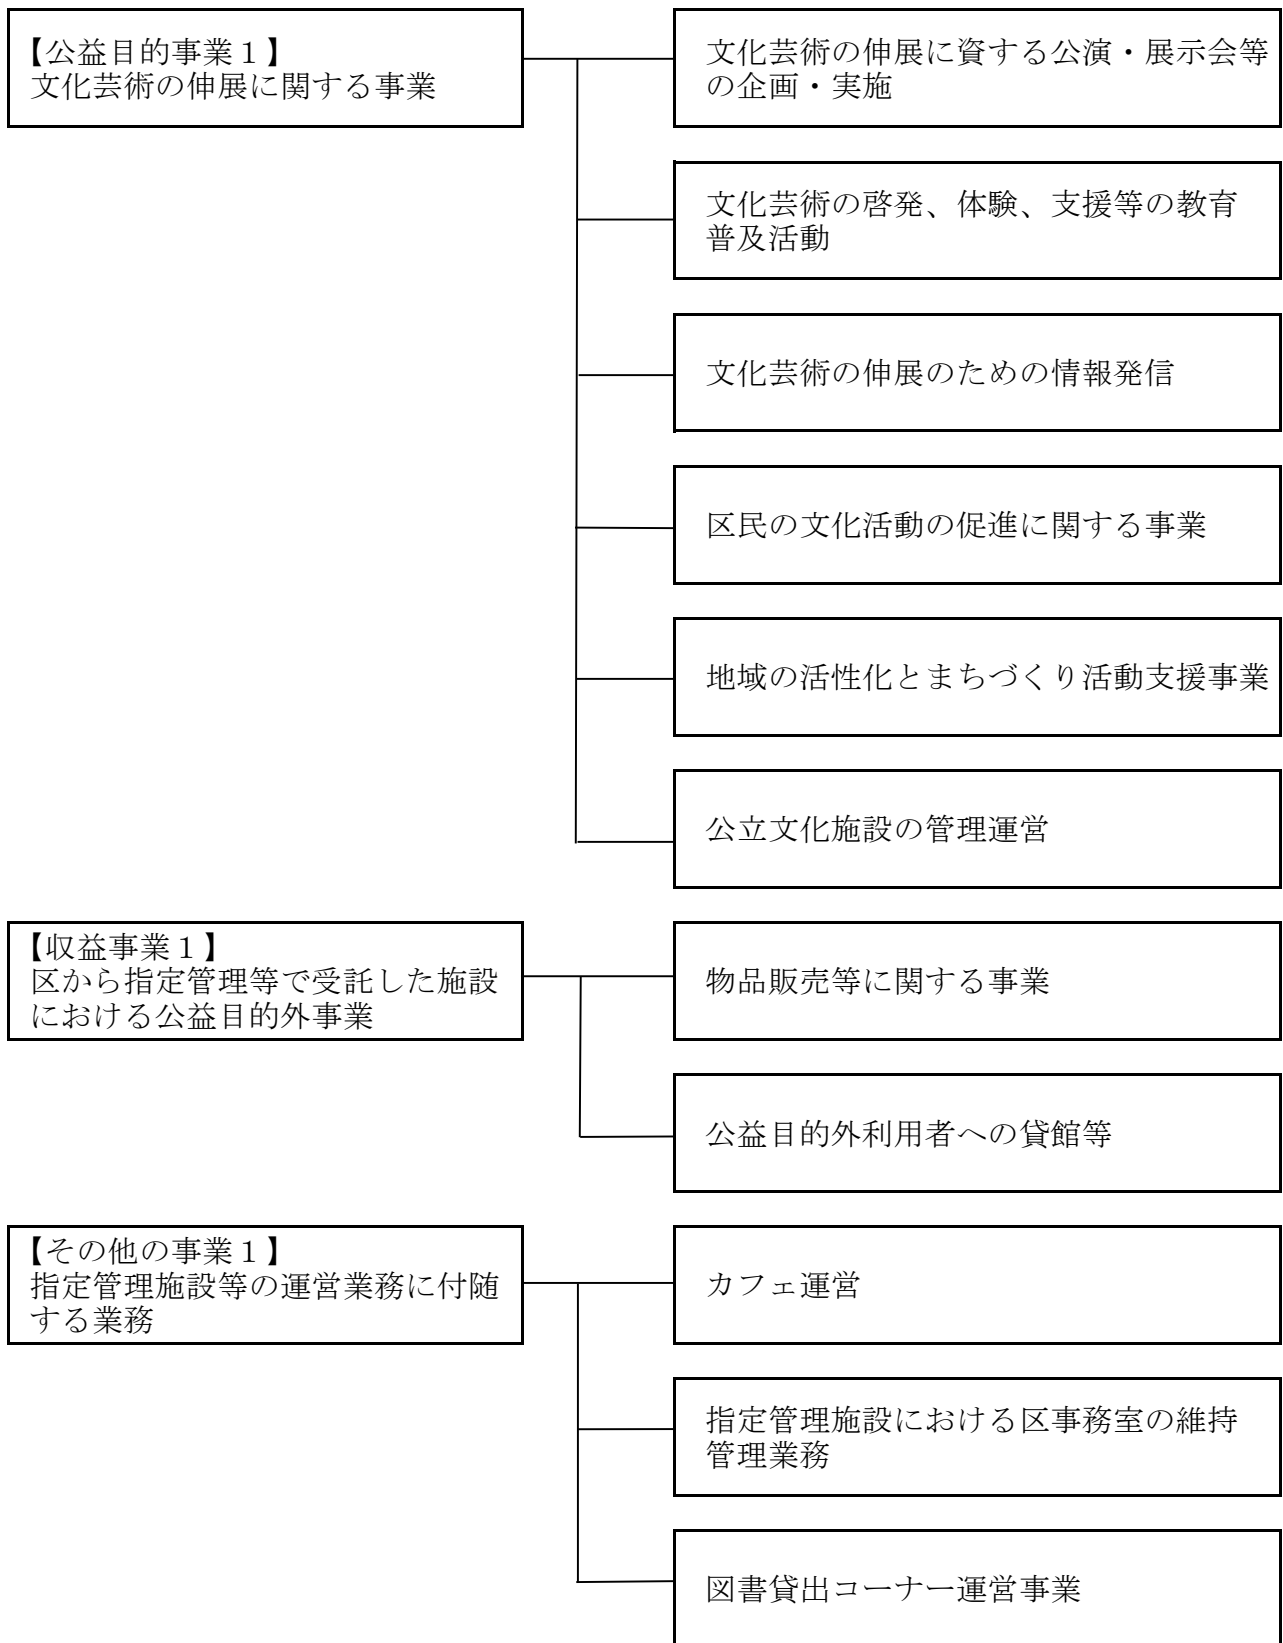 【公益目的事業１】
文化芸術の伸展に関する事業
文化芸術の伸展に資する公演・展示会等
の企画・実施
文化芸術の啓発、体験、支援等の教育
普及活動
文化芸術の伸展のための情報発信
区民の文化活動の促進に関する事業
地域の活性化とまちづくり活動支援事業
公立文化施設の管理運営
【収益事業１】
区から指定管理等で受託した施設
における公益目的外事業
物品販売等に関する事業
公益目的外利用者への貸館等
【その他の事業１】
指定管理施設等の運営業務に付随
する業務
カフェ運営
指定管理施設における区事務室の維持
管理業務
図書貸出コーナー運営事業